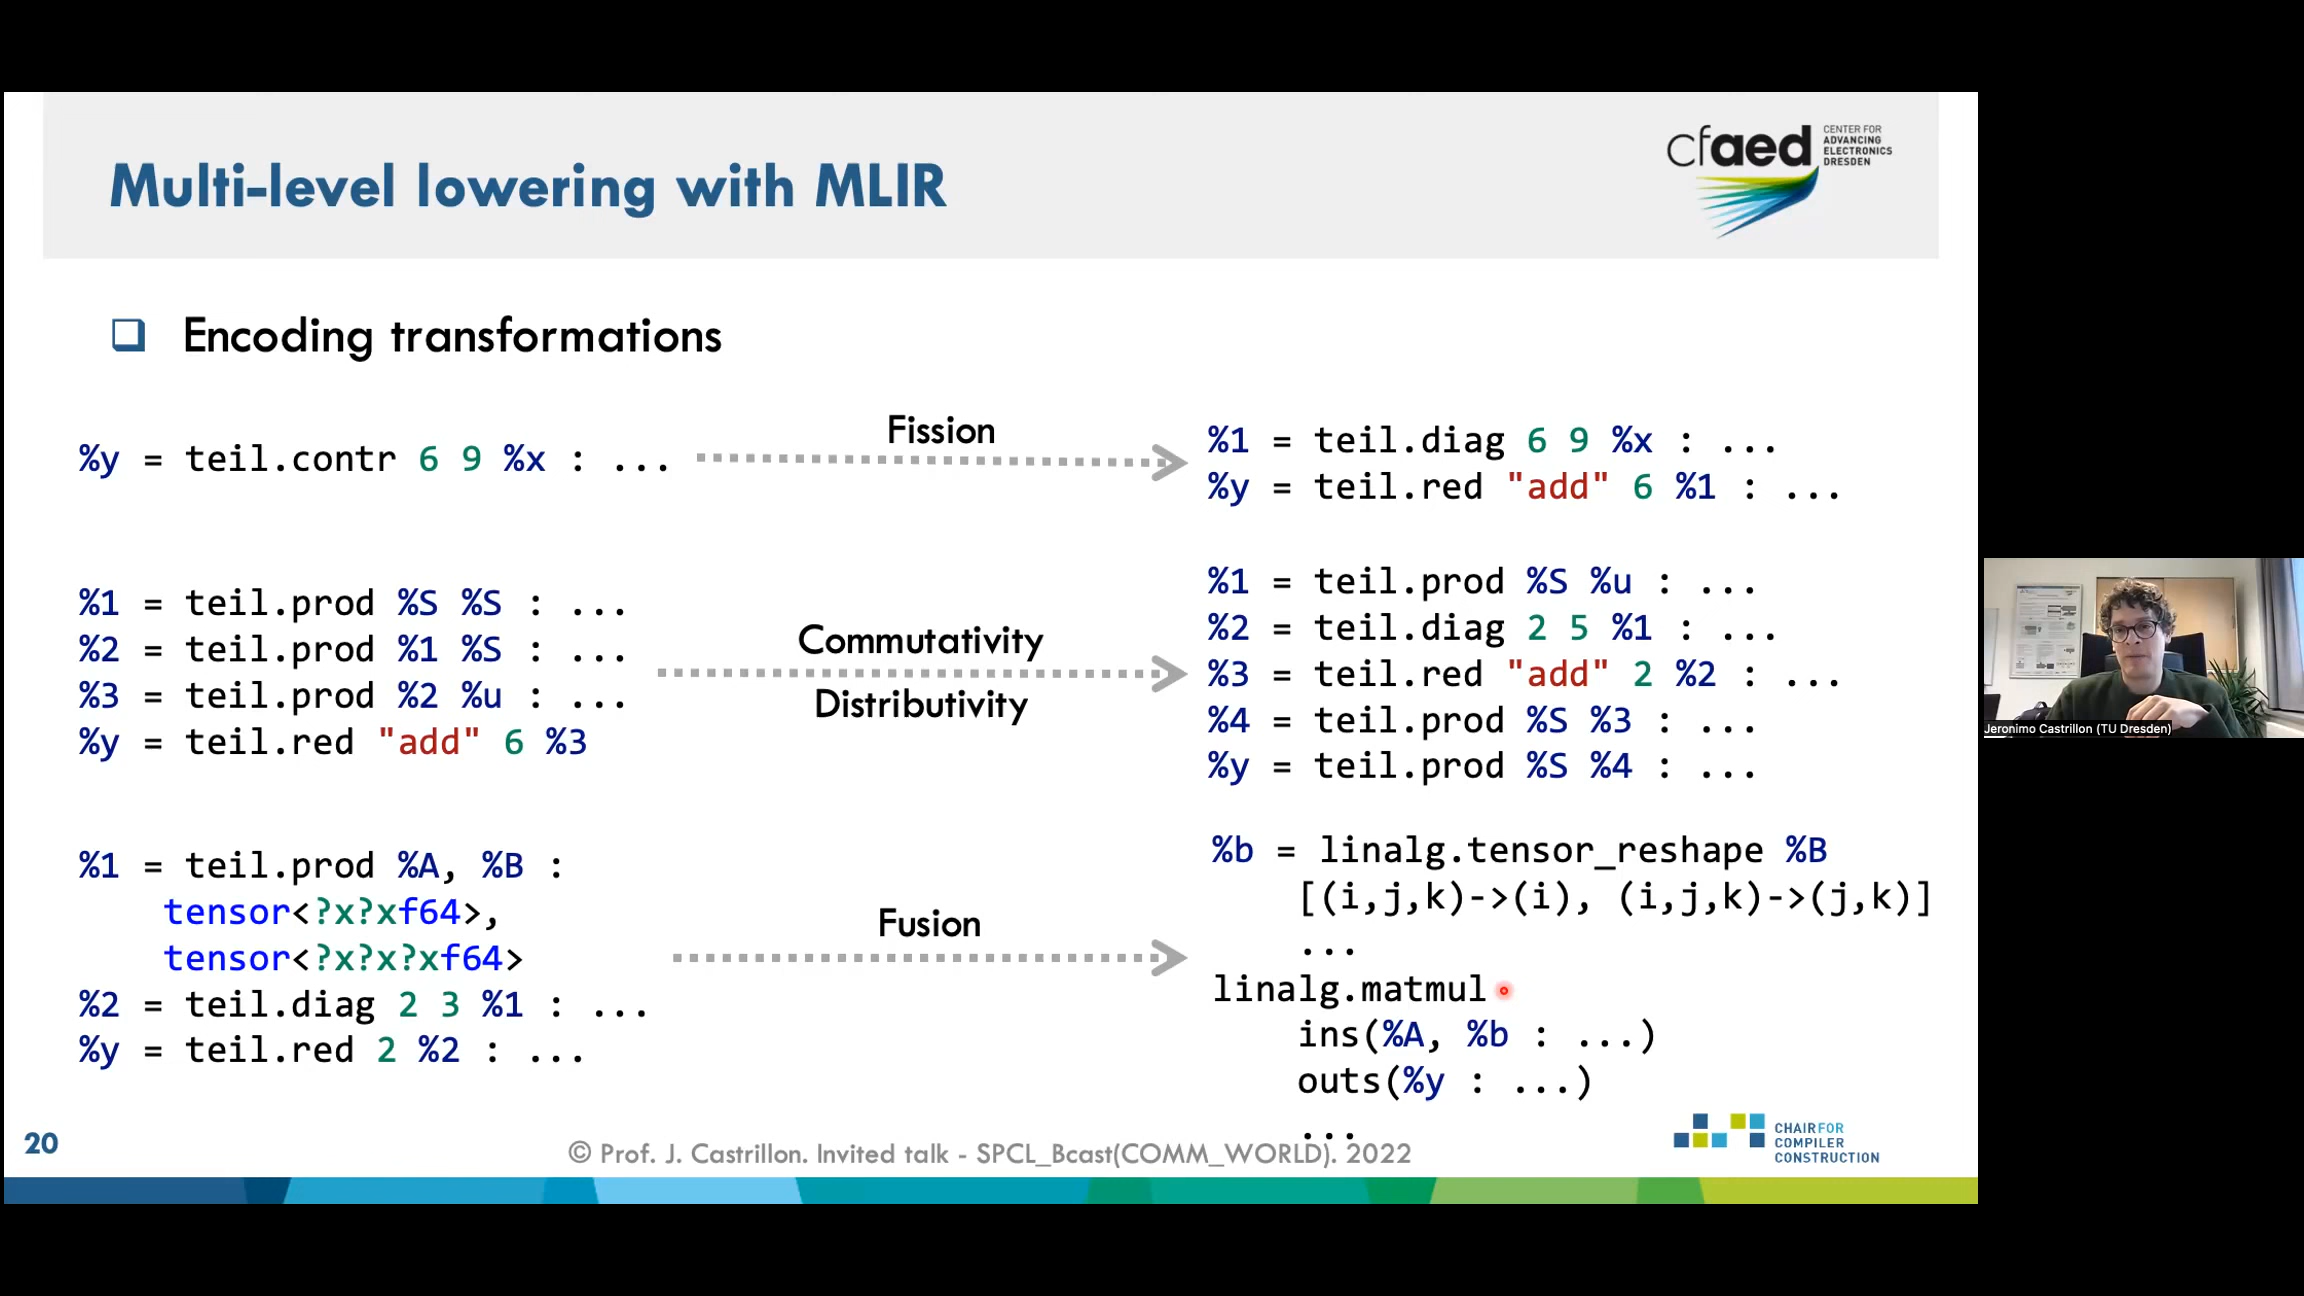 Multi-level lowering with MLIR
cfaed
CENTER FOR
ADVANCING
ELECTRONICS
DRESDEN
Encoding transformations
%y = teil.contr 6 9 %x : ...
Fission
%1 = teil.diag 6 9 %x : ...
%y = teil.red "add" 6 %1 : ...
%1 = teil.prod %S %S : ...
%2 = teil.prod %1 %S : ...
%3 = teil.prod %2 %u : ...
%y = teil.red "add" 6 %3
Commutativity
Distributivity
%1 = teil.prod %S %u : ...
%2 = teil.diag 2 5 %1 : ...
%3 = teil.red "add" 2 %2 : ...
%4 = teil.prod %S %3 : ...
%y = teil.prod %S %4 : ...
%1 = teil.prod %A, %B :
tensor<?x?xf64>,
tensor<?x?x?xf64>
%2 = teil.diag 2 3 %1 : ...
%y = teil.red 2 %2 : ...
Fusion
%b = linalg.tensor_reshape %B
[(i,j,k)->(i), (i,j,k)->(j,k)]
...
linalg.matmul
ins(%A, %b : ...)
outs(%y : ...)
...
20
© Prof. J. Castrillon. Invited talk - SPCL_Bcast(COMM_WORLD). 2022
CHAIR FOR
COMPILER
CONSTRUCTION
Jeronimo Castrillon (TU Dresden)